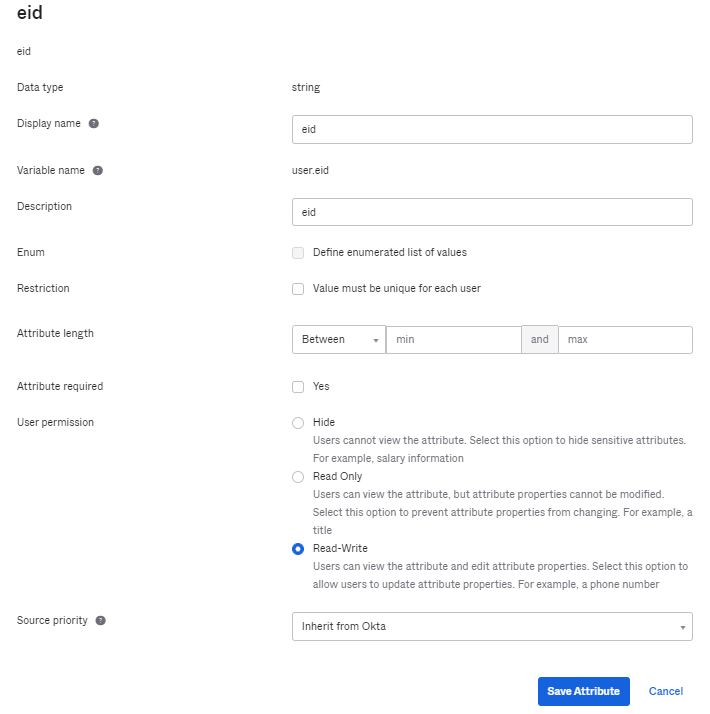 eid
eid
Data type
string
Display name ?
eid
Variable name ?
user.eid
Description
eid
Enum
Define enumerated list of values
Restriction
Value must be unique for each user
Attribute length
Between
min
and
max
Attribute required
Yes
User permission
Hide
Users cannot view the attribute. Select this option to hide sensitive attributes.
For example, salary information
Read Only
Users can view the attribute, but attribute properties cannot be modified.
Select this option to prevent attribute properties from changing. For example, a
title
Read-Write
Users can view the attribute and edit attribute properties. Select this option to
allow users to update attribute properties. For example, a phone number
Source priority ?
Inherit from Okta
Save Attribute
Cancel